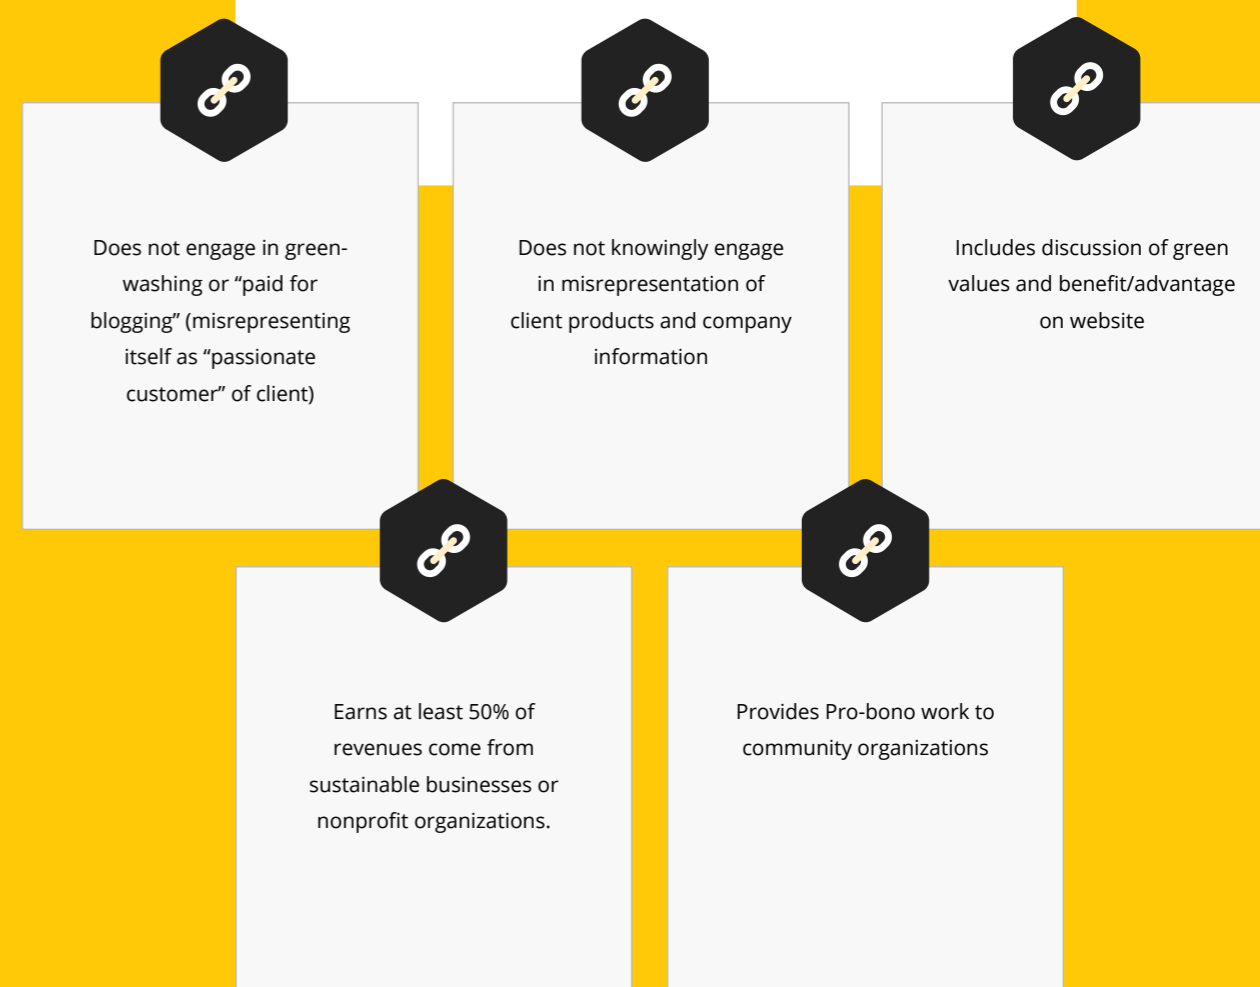 Does not engage in green-
washing or “paid for
blogging” (misrepresenting
itself as “passionate
customer” of client)
Does not knowingly engage
in misrepresentation of
client products and company
information
Includes discussion of green
values and benefit/advantage
on website
Earns at least 50% of
revenues come from
sustainable businesses or
nonprofit organizations.
Provides Pro-bono work to
community organizations